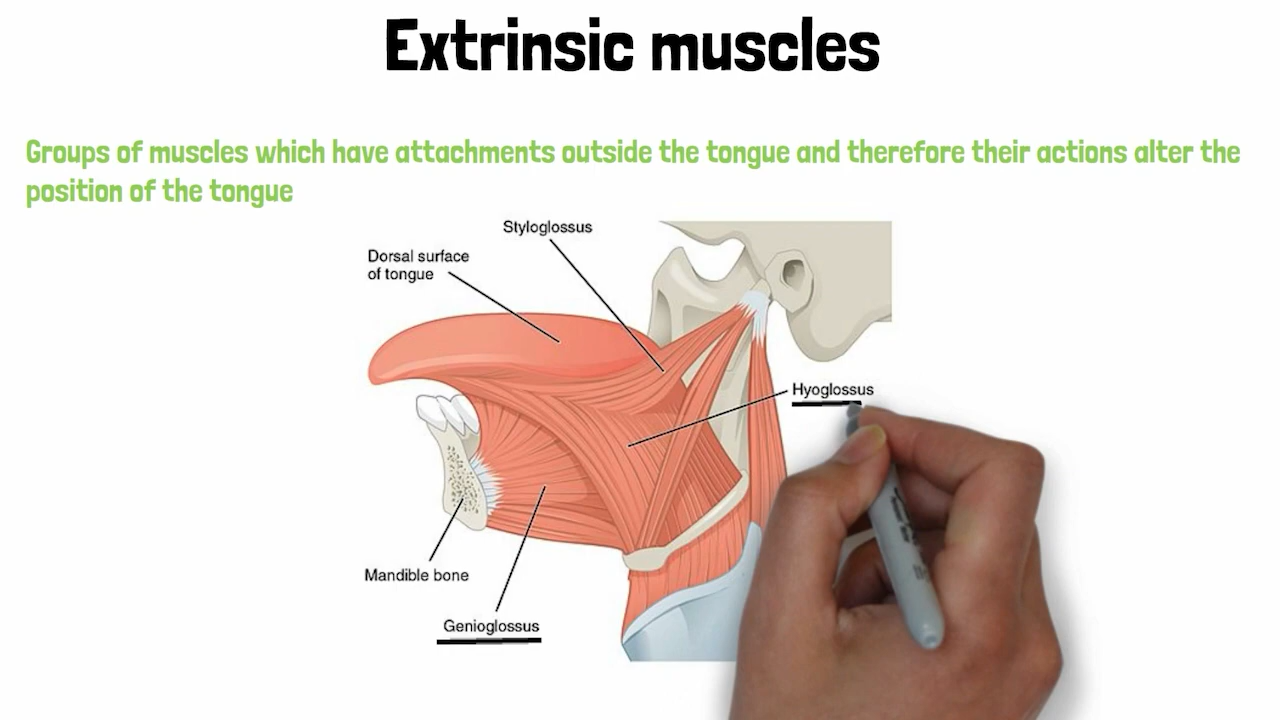 Extrinsic muscles
Groups of muscles which have attachments outside the tongue and therefore their actions alter the
position of the tongue
Styloglossus
Dorsal surface
of tongue
Hyoglossus
Mandible bone
Genioglossus